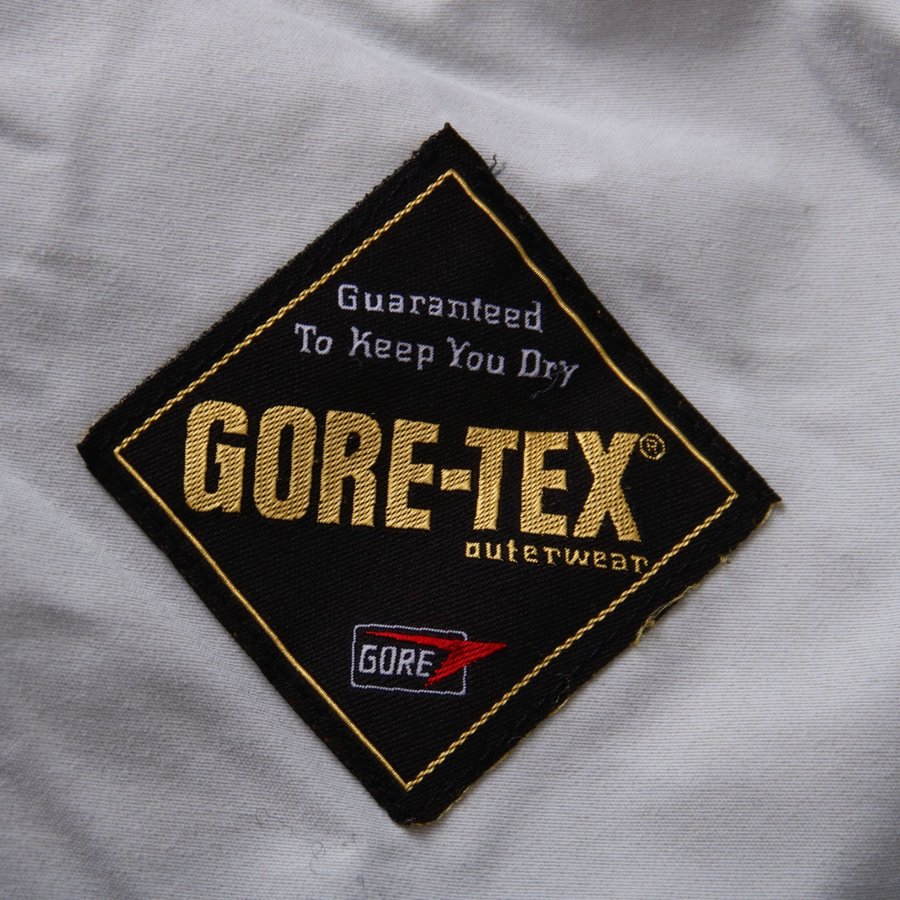 Guaranteed
To Keep You Dry
GORE-TEX®
outerwear
GORE